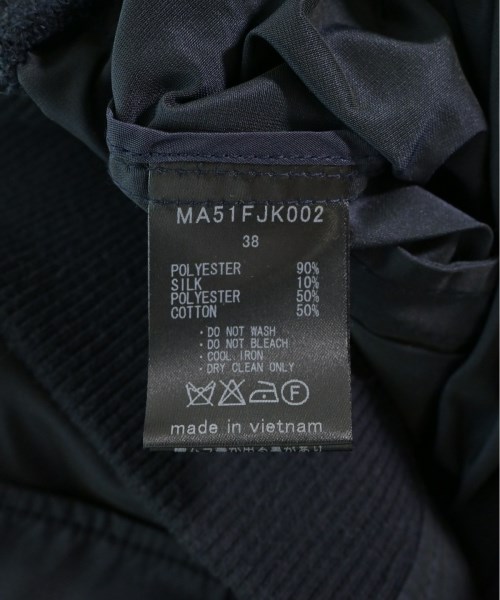 MA51FJK002
38
POLYESTER 90%
SILK 10%
POLYESTER 50%
COTTON 50%
・DO NOT WASH
・DO NOT BLEACH
・COOL IRON
・DRY CLEAN ONLY
F
made in vietnam